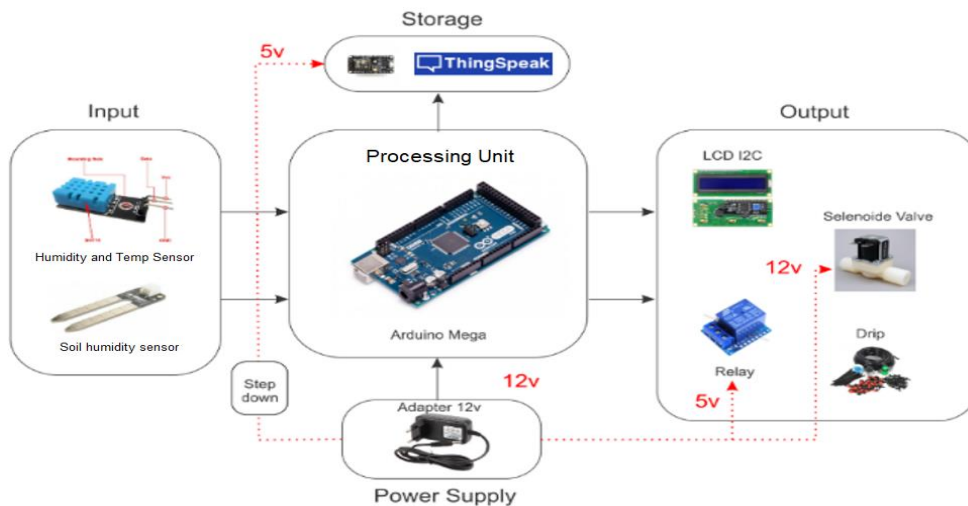 Storage
5v
ThingSpeak
Input
Output
Processing Unit
LCD I2C
Humidity and Temp Sensor
Selenoide Valve
12v
Soil humidity sensor
Arduino Mega
Relay
Drip
Step
down
12v
5v
Adapter 12v
Power Supply